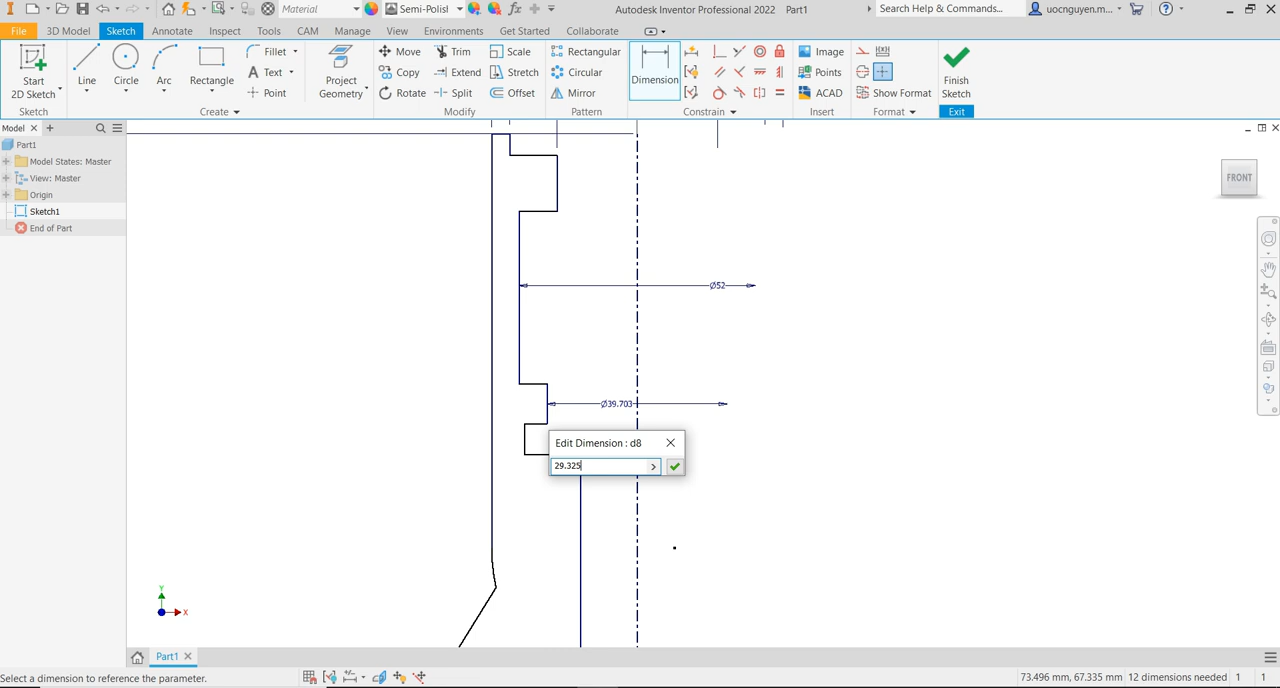 Material
Semi-Polisl
Autodesk Inventor Professional 2022 Part1
Search Help & Commands...
uocnguyen.m...
File
3D Model
Sketch
Annotate
Inspect
Tools
CAM
Manage
View
Environments
Get Started
Collaborate
Start
2D Sketch
Line
Circle
Arc
Rectangle
Fillet
Text
Point
Project
Geometry
Move
Trim
Scale
Copy
Extend
Stretch
Rotate
Split
Offset
Rectangular
Circular
Mirror
Dimension
Image
Points
ACAD
Show Format
Finish
Sketch
Sketch
Create
Modify
Pattern
Constrain
Insert
Format
Exit
Model
Part1
Model States: Master
View: Master
Origin
Sketch1
End of Part
FRONT
Ø52
Ø39.703
Edit Dimension : d8
29.325
Y
X
Part1
Select a dimension to reference the parameter.
73.496 mm, 67.335 mm 12 dimensions needed 1 1